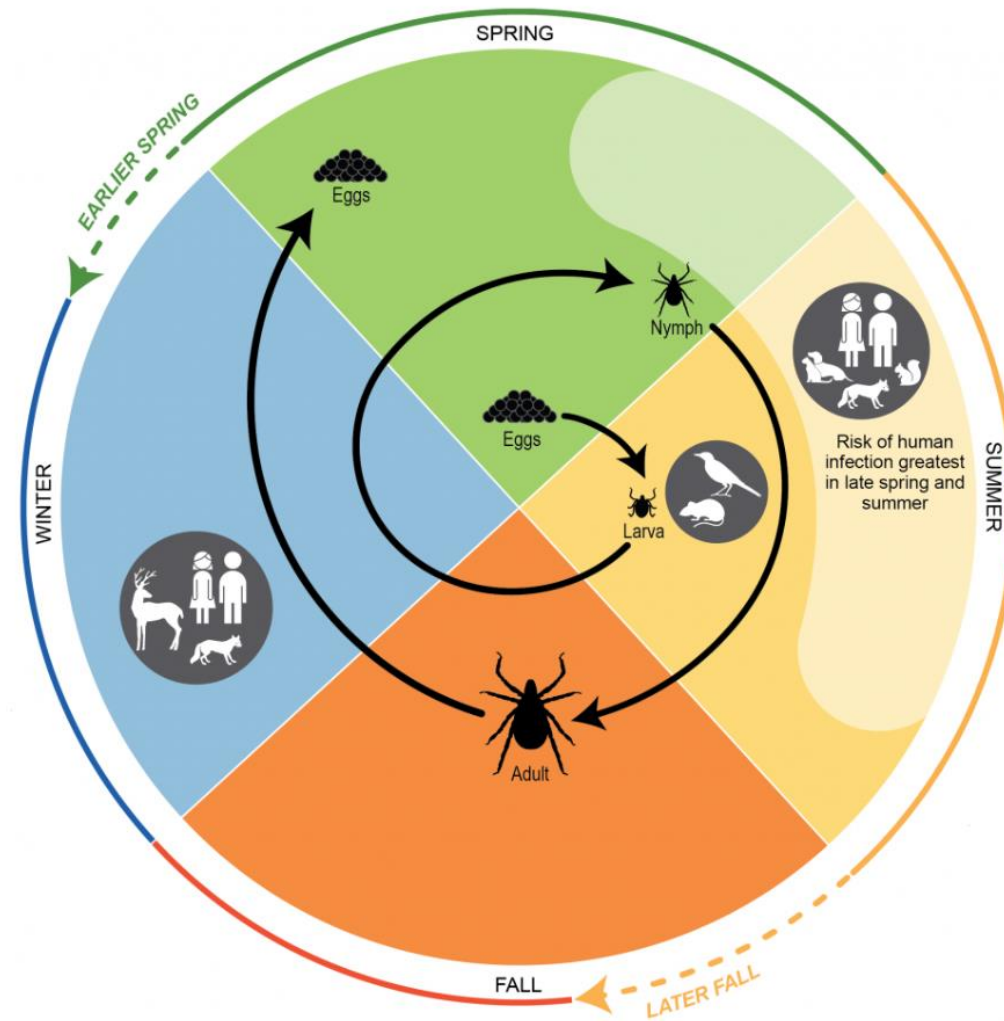 SPRING
EARLIER SPRING
Eggs
Nymph
Eggs
Risk of human
infection greatest
in late spring and
summer
SUMMER
WINTER
Larva
Adult
FALL
LATER FALL